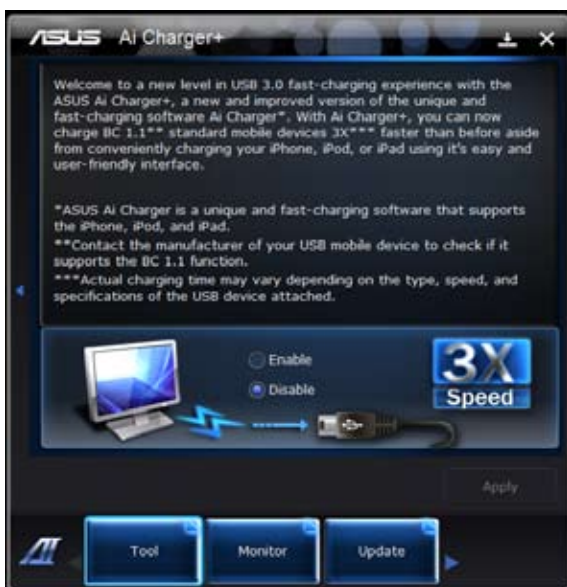 ASUS Ai Charger+
Welcome to a new level in USB 3.0 fast-charging experience with the
ASUS Ai Charger+, a new and improved version of the unique and
fast-charging software Ai Charger*. With Ai Charger+, you can now
charge BC 1.1** standard mobile devices 3X*** faster than before aside
from conveniently charging your iPhone, iPod, or iPad using it's easy and
user-friendly interface.
*ASUS Ai Charger is a unique and fast-charging software that supports
the iPhone, iPod, and iPad.
**Contact the manufacturer of your USB mobile device to check if it
supports the BC 1.1 function.
***Actual charging time may vary depending on the type, speed, and
specifications of the USB device attached.
Enable
Disable
3X
Speed
Apply
Tool
Monitor
Update